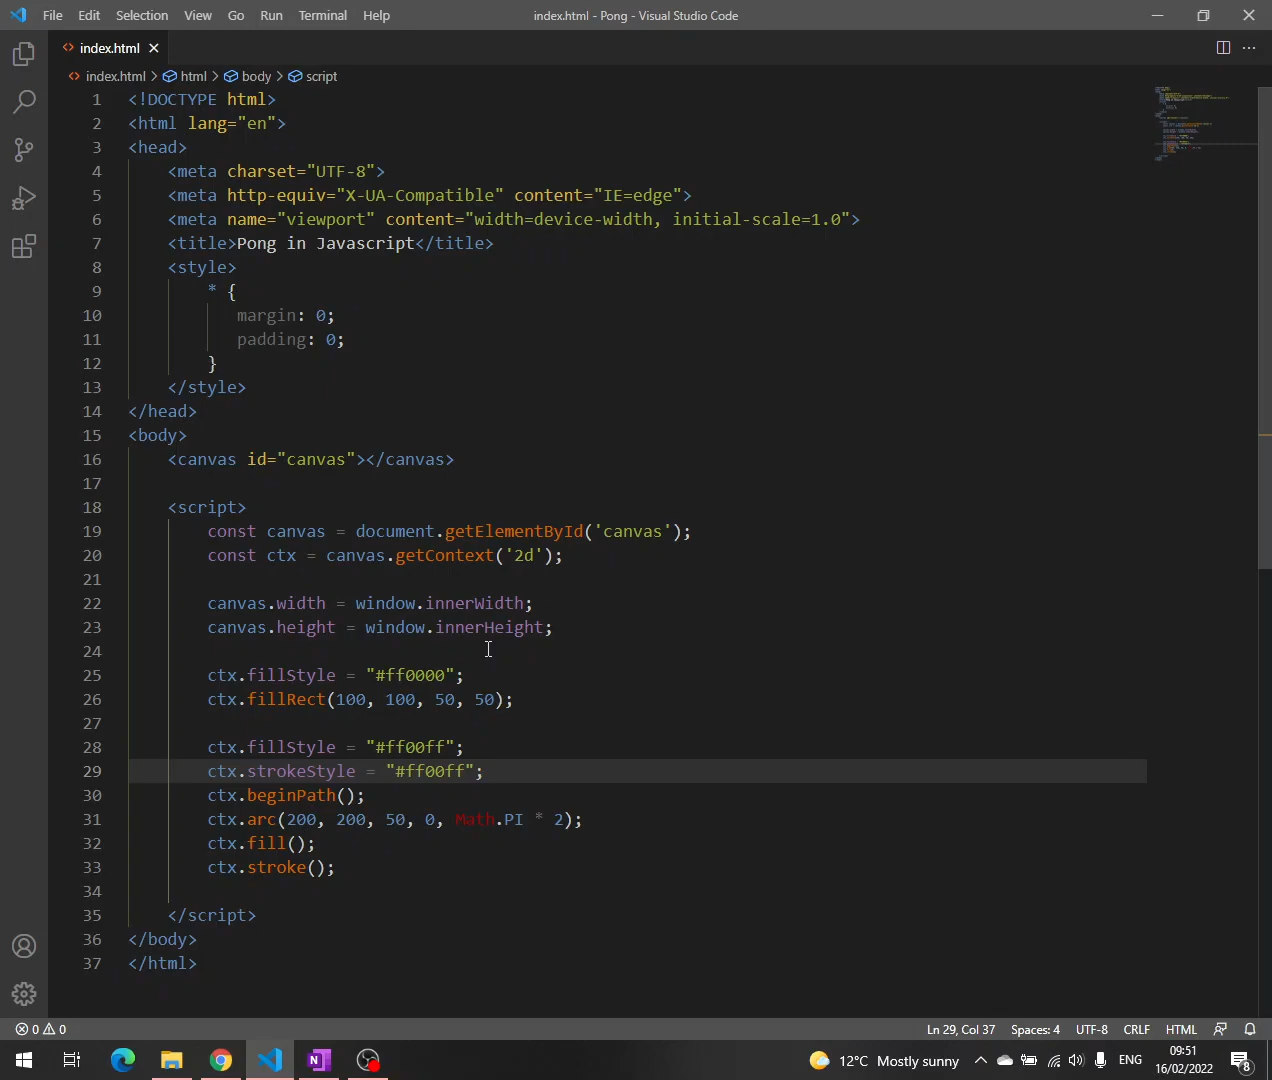 File Edit Selection View Go Run Terminal Help index.html - Pong - Visual Studio Code
index.html
index.html > html > body > script
1 <!DOCTYPE html>
2 <html lang="en">
3 <head>
4 <meta charset="UTF-8">
5 <meta http-equiv="X-UA-Compatible" content="IE=edge">
6 <meta name="viewport" content="width=device-width, initial-scale=1.0">
7 <title>Pong in Javascript</title>
8 <style>
9 * {
10 margin: 0;
11 padding: 0;
12 }
13 </style>
14 </head>
15 <body>
16 <canvas id="canvas"></canvas>
17
18 <script>
19 const canvas = document.getElementById('canvas');
20 const ctx = canvas.getContext('2d');
21
22 canvas.width = window.innerWidth;
23 canvas.height = window.innerHeight;
24
25 ctx.fillStyle = "#ff0000";
26 ctx.fillRect(100, 100, 50, 50);
27
28 ctx.fillStyle = "#ff00ff";
29 ctx.strokeStyle = "#ff00ff";
30 ctx.beginPath();
31 ctx.arc(200, 200, 50, 0, Math.PI * 2);
32 ctx.fill();
33 ctx.stroke();
34
35 </script>
36 </body>
37 </html>
0 0 Ln 29, Col 37 Spaces: 4 UTF-8 CRLF HTML
12°C Mostly sunny ENG 09:51
16/02/2022 8